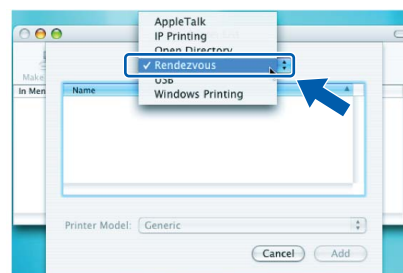 AppleTalk
IP Printing
Open Directory
✓ Rendezvous
USB
Windows Printing
Make
In Men
Name
Printer Model: Generic
Cancel Add